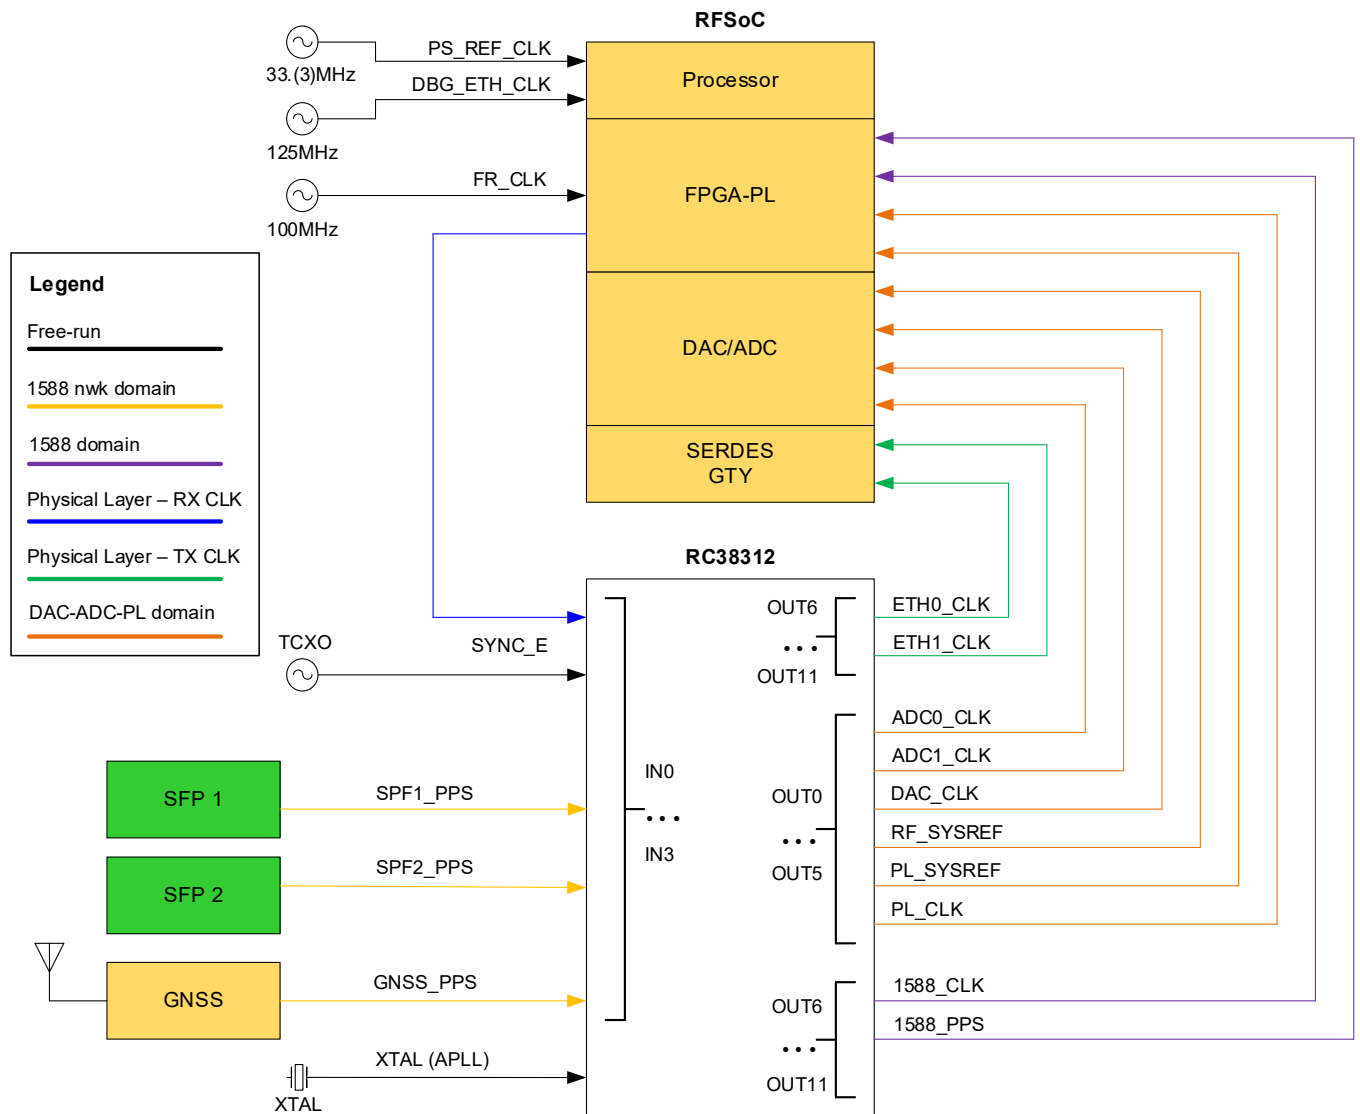 RFSoC
PS_REF_CLK
33.(3)MHz
Processor
DBG_ETH_CLK
125MHz
FR_CLK
FPGA-PL
100MHz
Legend
Free-run
1588 nwk domain
1588 domain
Physical Layer – RX CLK
Physical Layer – TX CLK
DAC-ADC-PL domain
DAC/ADC
SERDES
GTY
RC38312
TCXO
SYNC_E
OUT6
...
OUT11
ETH0_CLK
ETH1_CLK
SFP 1
SPF1_PPS
SFP 2
SPF2_PPS
GNSS
GNSS_PPS
XTAL (APLL)
XTAL
IN0
...
IN3
OUT0
...
OUT5
ADC0_CLK
ADC1_CLK
DAC_CLK
RF_SYSREF
PL_SYSREF
PL_CLK
OUT6
...
OUT11
1588_CLK
1588_PPS